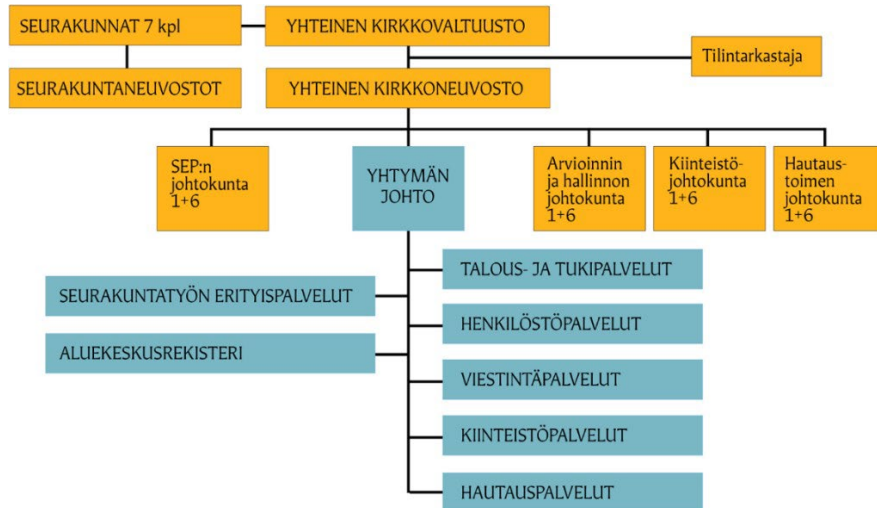 SEURAKUNNAT 7 kpl
YHTEINEN KIRKKOVALTUUSTO
Tilintarkastaja
SEURAKUNTANEUVOSTOT
YHTEINEN KIRKKONEUVOSTO
SEP:n
johtokunta
1+6
YHTYMÄN
JOHTO
Arvioinnin
ja hallinnon
johtokunta
1+6
Kiinteistö-
johtokunta
1+6
Hautaus-
toimen
johtokunta
1+6
SEURAKUNTATYÖN ERITYISPALVELUT
ALUEKESKUSREKISTERI
TALOUS- JA TUKIPALVELUT
HENKILÖSTÖPALVELUT
VIESTINTÄPALVELUT
KIINTEISTÖPALVELUT
HAUTAUSPALVELUT